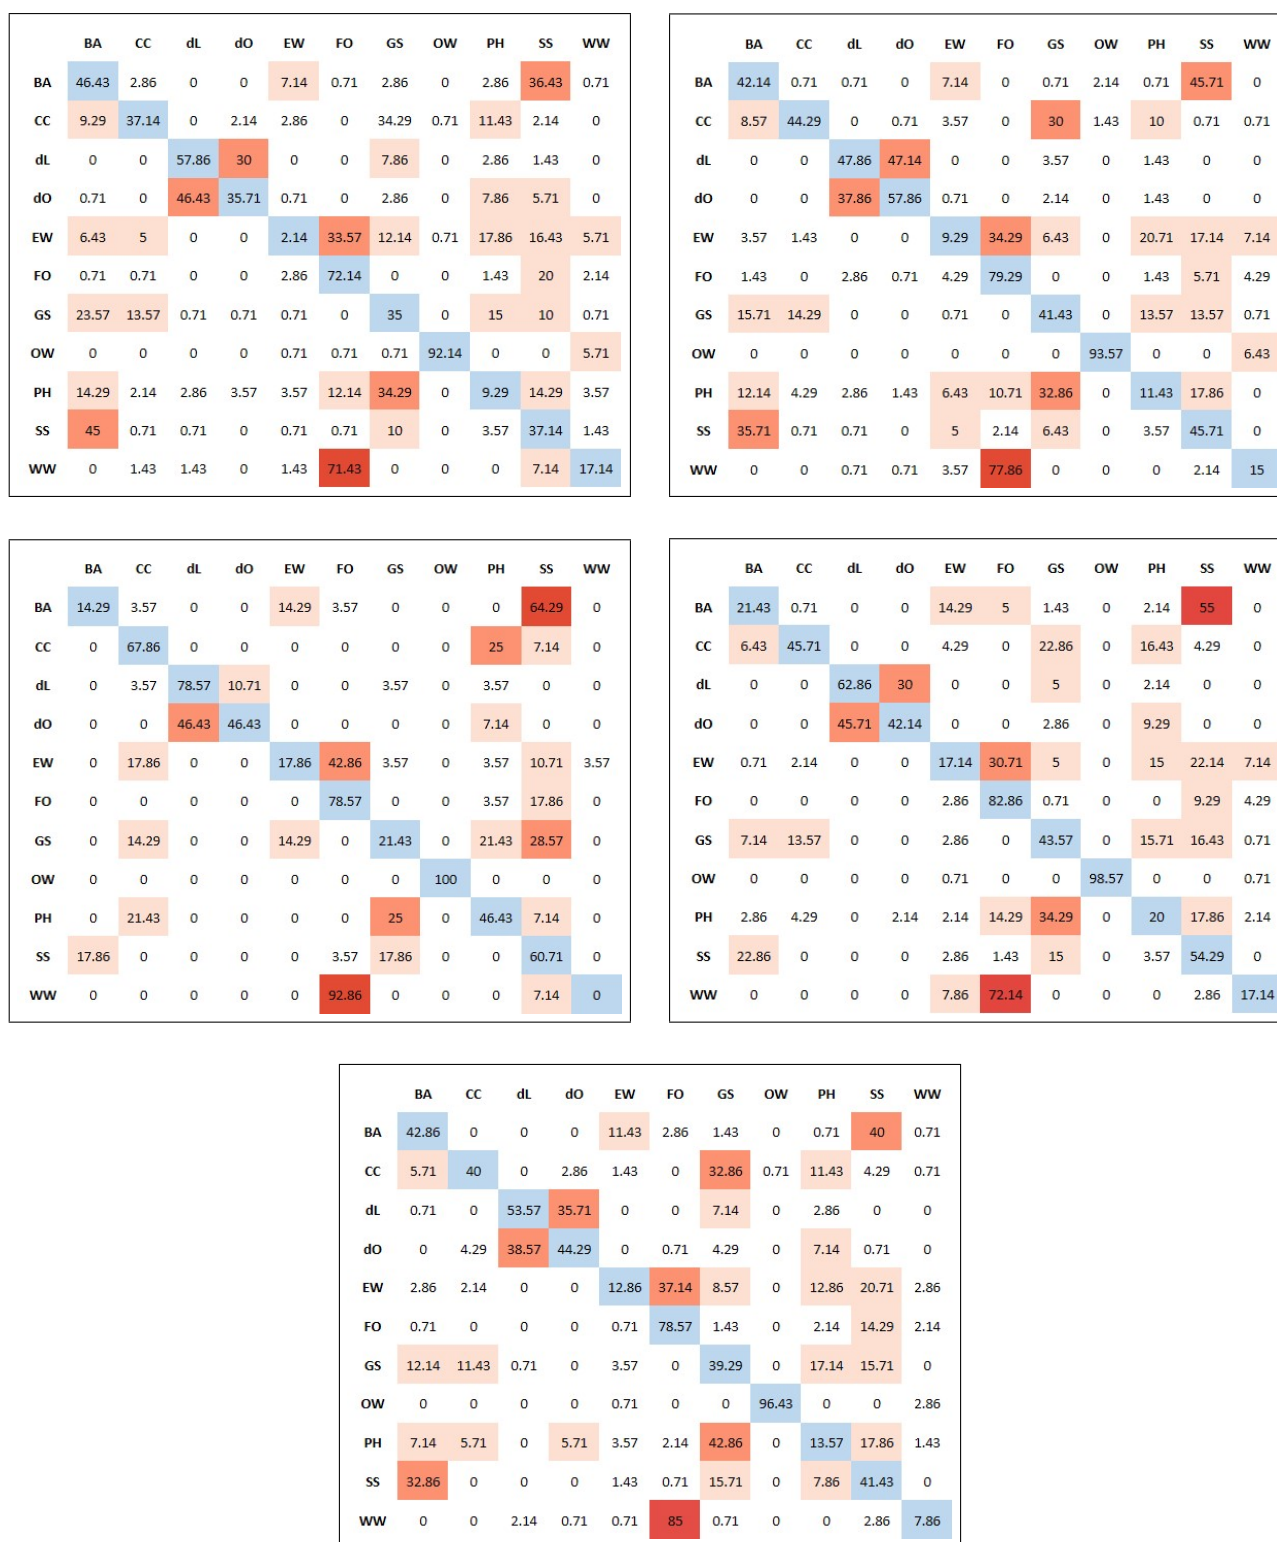 BA CC dL dO EW FO GS OW PH SS WW
BA 46.43 2.86 0 0 7.14 0.71 2.86 0 2.86 36.43 0.71
CC 9.29 37.14 0 2.14 2.86 0 34.29 0.71 11.43 2.14 0
dL 0 0 57.86 30 0 0 7.86 0 2.86 1.43 0
dO 0.71 0 46.43 35.71 0.71 0 2.86 0 7.86 5.71 0
EW 6.43 5 0 0 2.14 33.57 12.14 0.71 17.86 16.43 5.71
FO 0.71 0.71 0 0 2.86 72.14 0 0 1.43 20 2.14
GS 23.57 13.57 0.71 0.71 0.71 0 35 0 15 10 0.71
OW 0 0 0 0 0.71 0.71 0.71 92.14 0 0 5.71
PH 14.29 2.14 2.86 3.57 3.57 12.14 34.29 0 9.29 14.29 3.57
SS 45 0.71 0.71 0 0.71 0.71 10 0 3.57 37.14 1.43
WW 0 1.43 1.43 0 1.43 71.43 0 0 0 7.14 17.14
BA CC dL dO EW FO GS OW PH SS WW
BA 42.14 0.71 0.71 0 7.14 0 0.71 2.14 0.71 45.71 0
CC 8.57 44.29 0 0.71 3.57 0 30 1.43 10 0.71 0.71
dL 0 0 47.86 47.14 0 0 3.57 0 1.43 0 0
dO 0 0 37.86 57.86 0.71 0 2.14 0 1.43 0 0
EW 3.57 1.43 0 0 9.29 34.29 6.43 0 20.71 17.14 7.14
FO 1.43 0 2.86 0.71 4.29 79.29 0 0 1.43 5.71 4.29
GS 15.71 14.29 0 0 0.71 0 41.43 0 13.57 13.57 0.71
OW 0 0 0 0 0 0 0 93.57 0 0 6.43
PH 12.14 4.29 2.86 1.43 6.43 10.71 32.86 0 11.43 17.86 0
SS 35.71 0.71 0.71 0 5 2.14 6.43 0 3.57 45.71 0
WW 0 0 0.71 0.71 3.57 77.86 0 0 0 2.14 15
BA CC dL dO EW FO GS OW PH SS WW
BA 14.29 3.57 0 0 14.29 3.57 0 0 0 64.29 0
CC 0 67.86 0 0 0 0 0 0 25 7.14 0
dL 0 3.57 78.57 10.71 0 0 3.57 0 3.57 0 0
dO 0 0 46.43 46.43 0 0 0 0 7.14 0 0
EW 0 17.86 0 0 17.86 42.86 3.57 0 3.57 10.71 3.57
FO 0 0 0 0 0 78.57 0 0 3.57 17.86 0
GS 0 14.29 0 0 14.29 0 21.43 0 21.43 28.57 0
OW 0 0 0 0 0 0 0 100 0 0 0
PH 0 21.43 0 0 0 0 25 0 46.43 7.14 0
SS 17.86 0 0 0 0 3.57 17.86 0 0 60.71 0
WW 0 0 0 0 0 92.86 0 0 0 7.14 0
BA CC dL dO EW FO GS OW PH SS WW
BA 21.43 0.71 0 0 14.29 5 1.43 0 2.14 55 0
CC 6.43 45.71 0 0 4.29 0 22.86 0 16.43 4.29 0
dL 0 0 62.86 30 0 0 5 0 2.14 0 0
dO 0 0 45.71 42.14 0 0 2.86 0 9.29 0 0
EW 0.71 2.14 0 0 17.14 30.71 5 0 15 22.14 7.14
FO 0 0 0 0 2.86 82.86 0.71 0 0 9.29 4.29
GS 7.14 13.57 0 0 2.86 0 43.57 0 15.71 16.43 0.71
OW 0 0 0 0 0.71 0 0 98.57 0 0 0.71
PH 2.86 4.29 0 2.14 2.14 14.29 34.29 0 20 17.86 2.14
SS 22.86 0 0 0 2.86 1.43 15 0 3.57 54.29 0
WW 0 0 0 0 7.86 72.14 0 0 0 2.86 17.14
BA CC dL dO EW FO GS OW PH SS WW
BA 42.86 0 0 0 11.43 2.86 1.43 0 0.71 40 0.71
CC 5.71 40 0 2.86 1.43 0 32.86 0.71 11.43 4.29 0.71
dL 0.71 0 53.57 35.71 0 0 7.14 0 2.86 0 0
dO 0 4.29 38.57 44.29 0 0.71 4.29 0 7.14 0.71 0
EW 2.86 2.14 0 0 12.86 37.14 8.57 0 12.86 20.71 2.86
FO 0.71 0 0 0 0.71 78.57 1.43 0 2.14 14.29 2.14
GS 12.14 11.43 0.71 0 3.57 0 39.29 0 17.14 15.71 0
OW 0 0 0 0 0.71 0 0 96.43 0 0 2.86
PH 7.14 5.71 0 5.71 3.57 2.14 42.86 0 13.57 17.86 1.43
SS 32.86 0 0 0 1.43 0.71 15.71 0 7.86 41.43 0
WW 0 0 2.14 0.71 0.71 85 0.71 0 0 2.86 7.86